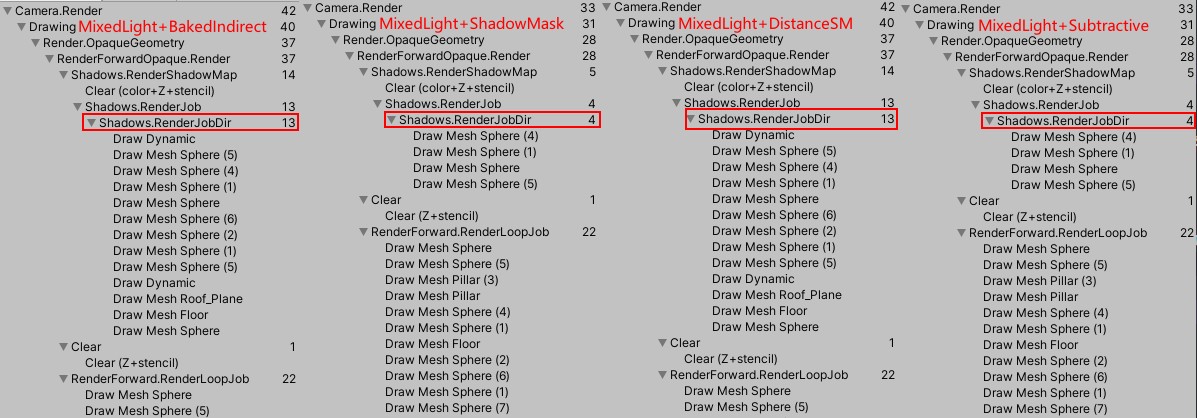 Camera.Render 42
Drawing MixedLight+BakedIndirect 40
Render.OpaqueGeometry 37
RenderForwardOpaque.Render 37
Shadows.RenderShadowMap 14
Clear (color+Z+stencil)
Shadows.RenderJob 13
Shadows.RenderJobDir 13
Draw Dynamic
Draw Mesh Sphere (5)
Draw Mesh Sphere (4)
Draw Mesh Sphere (1)
Draw Mesh Sphere
Draw Mesh Sphere (6)
Draw Mesh Sphere (2)
Draw Mesh Sphere (1)
Draw Mesh Sphere (5)
Draw Dynamic
Draw Mesh Roof_Plane
Draw Mesh Floor
Draw Mesh Sphere
Clear 1
Clear (Z+stencil)
RenderForward.RenderLoopJob 22
Draw Mesh Sphere
Draw Mesh Sphere (5)
Camera.Render 33
Drawing MixedLight+ShadowMask 31
Render.OpaqueGeometry 28
RenderForwardOpaque.Render 28
Shadows.RenderShadowMap 5
Clear (color+Z+stencil)
Shadows.RenderJob 4
Shadows.RenderJobDir 4
Draw Mesh Sphere (4)
Draw Mesh Sphere (1)
Draw Mesh Sphere
Draw Mesh Sphere (5)
Clear 1
Clear (Z+stencil)
RenderForward.RenderLoopJob 22
Draw Mesh Sphere
Draw Mesh Sphere (5)
Draw Mesh Pillar (3)
Draw Mesh Pillar
Draw Mesh Sphere (4)
Draw Mesh Sphere (1)
Draw Mesh Floor
Draw Mesh Sphere (2)
Draw Mesh Sphere (6)
Draw Mesh Sphere (1)
Draw Mesh Sphere (7)
Camera.Render 42
Drawing MixedLight+DistanceSM 40
Render.OpaqueGeometry 37
RenderForwardOpaque.Render 37
Shadows.RenderShadowMap 14
Clear (color+Z+stencil)
Shadows.RenderJob 13
Shadows.RenderJobDir 13
Draw Dynamic
Draw Mesh Sphere (5)
Draw Mesh Sphere (4)
Draw Mesh Sphere (1)
Draw Mesh Sphere
Draw Mesh Sphere (6)
Draw Mesh Sphere (2)
Draw Mesh Sphere (1)
Draw Mesh Sphere (5)
Draw Dynamic
Draw Mesh Roof_Plane
Draw Mesh Floor
Draw Mesh Sphere
Clear 1
Clear (Z+stencil)
RenderForward.RenderLoopJob 22
Draw Mesh Sphere
Draw Mesh Sphere (5)
Camera.Render 33
Drawing MixedLight+Subtractive 31
Render.OpaqueGeometry 28
RenderForwardOpaque.Render 28
Shadows.RenderShadowMap 5
Clear (color+Z+stencil)
Shadows.RenderJob 4
Shadows.RenderJobDir 4
Draw Mesh Sphere (4)
Draw Mesh Sphere (1)
Draw Mesh Sphere
Draw Mesh Sphere (5)
Clear 1
Clear (Z+stencil)
RenderForward.RenderLoopJob 22
Draw Mesh Sphere
Draw Mesh Sphere (5)
Draw Mesh Pillar (3)
Draw Mesh Pillar
Draw Mesh Sphere (4)
Draw Mesh Sphere (1)
Draw Mesh Floor
Draw Mesh Sphere (2)
Draw Mesh Sphere (6)
Draw Mesh Sphere (1)
Draw Mesh Sphere (7)